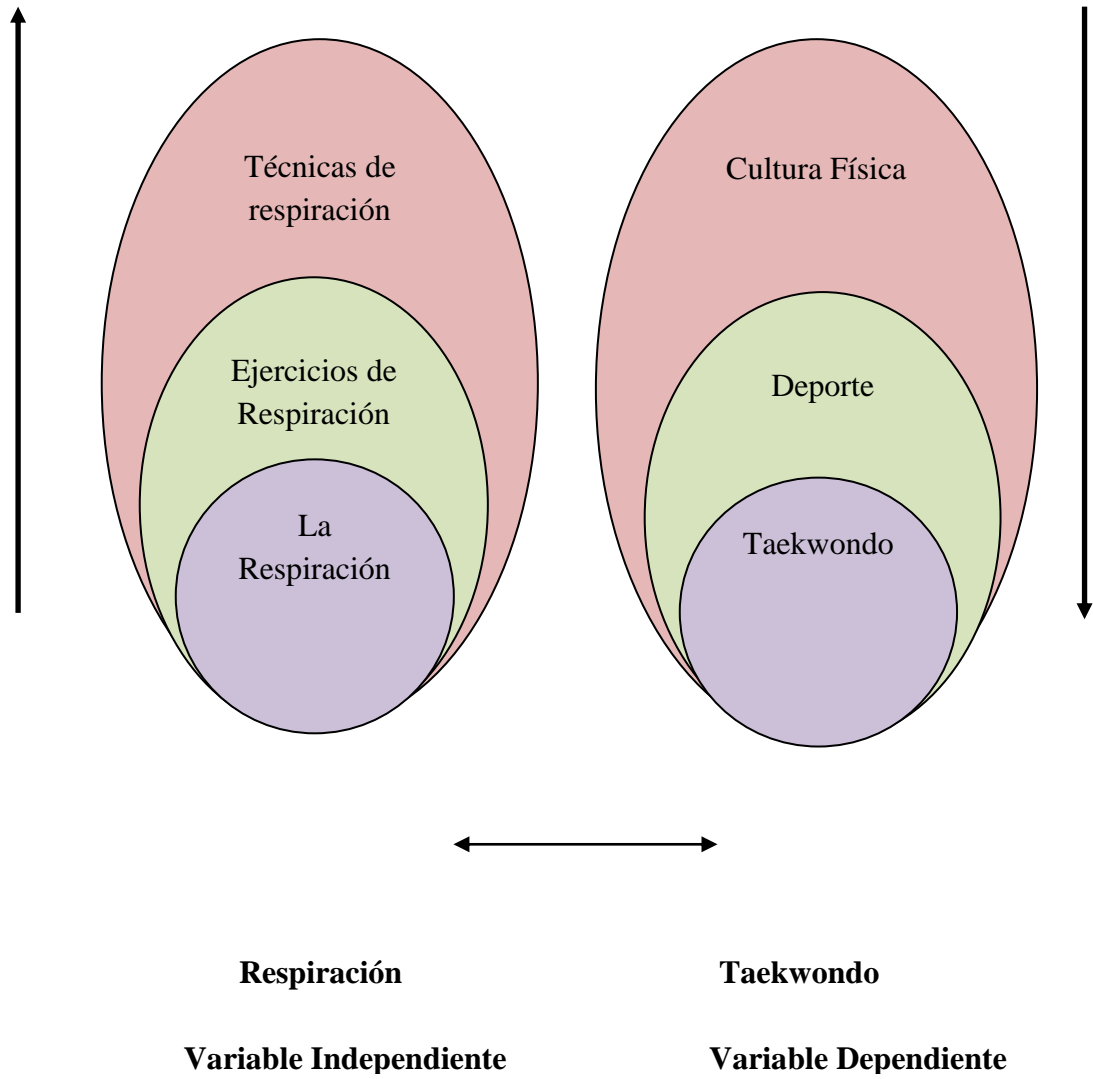 Técnicas de
respiración
Ejercicios de
Respiración
La
Respiración
Cultura Física
Deporte
Taekwondo
Respiración
Taekwondo
Variable Independiente
Variable Dependiente